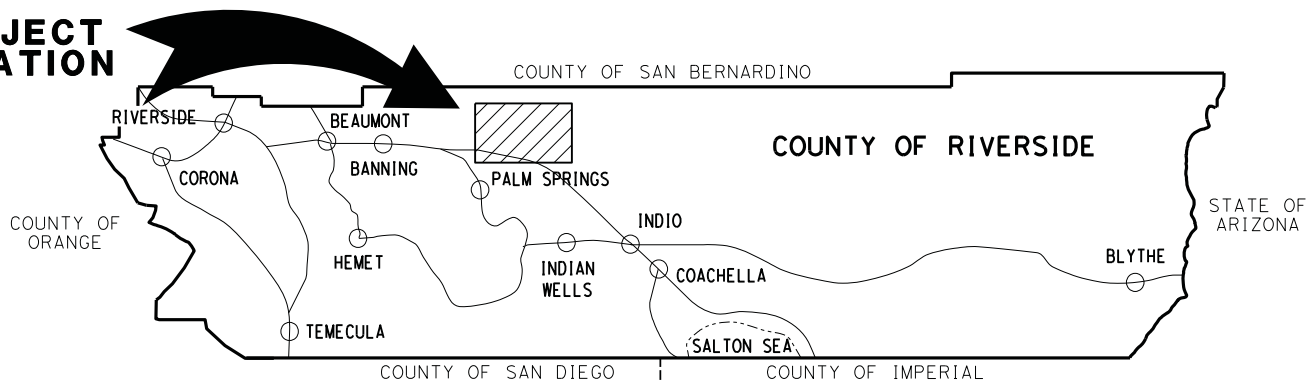 JECT
ATION
COUNTY OF SAN BERNARDINO
RIVERSIDE
BEAUMONT
COUNTY OF RIVERSIDE
BANNING
CORONA
PALM SPRINGS
COUNTY OF
ORANGE
STATE OF
ARIZONA
INDIO
HEMET
INDIAN
WELLS
COACHELLA
BLYTHE
TEMECULA
SALTON SEA
COUNTY OF SAN DIEGO
COUNTY OF IMPERIAL